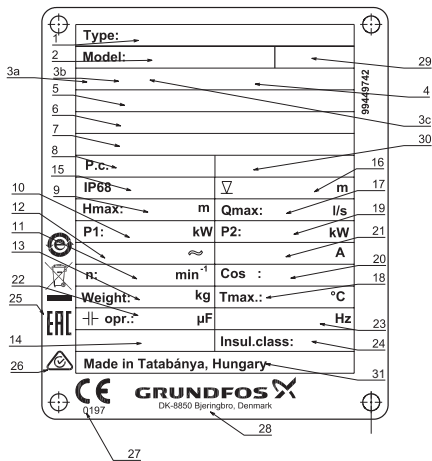 1 Type:
2 Model: 29
3a 3b 4
5 3c
6
7
99449742
8 P.c. 30
15 IP68 m 16
9 Hmax: m Qmax: l/s 17
10 P1: kW P2: kW 19
12 ≈ A 21
11 n: min-1 Cos : 20
13 Weight: kg Tmax.: °C 18
22 opr.: µF Hz 23
14 Insul.class: 24
25 EAC
Made in Tatabánya, Hungary 31
26
CE GRUNDFOS
0197 DK-8850 Bjeringbro, Denmark
27 28